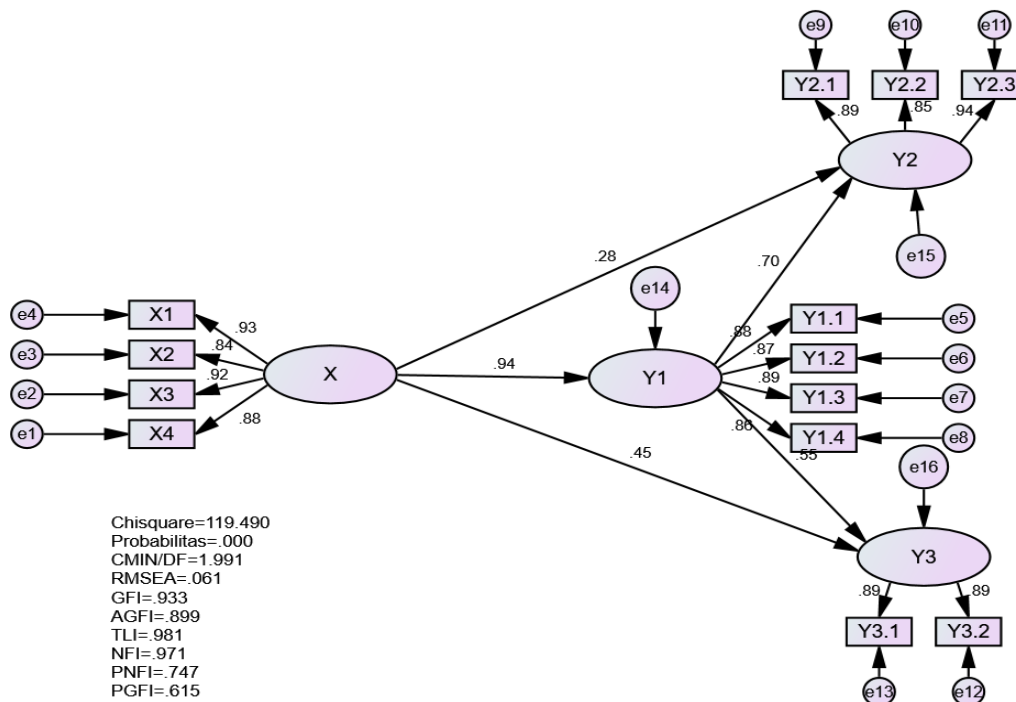 e9 e10 e11
Y2.1 Y2.2 Y2.3
.89 .85 .94
Y2
e15
.28
.70
e14
e4 X1
.93
e3 X2
.84
e2 X3
.92
e1 X4
.88
X
.94
Y1
.88 Y1.1 e5
.87 Y1.2 e6
.89 Y1.3 e7
.86 Y1.4 e8
.55
.45
e16
Y3
.89 .89
Y3.1 Y3.2
e13 e12
Chisquare=119.490
Probabilitas=.000
CMIN/DF=1.991
RMSEA=.061
GFI=.933
AGFI=.899
TLI=.981
NFI=.971
PNFI=.747
PGFI=.615